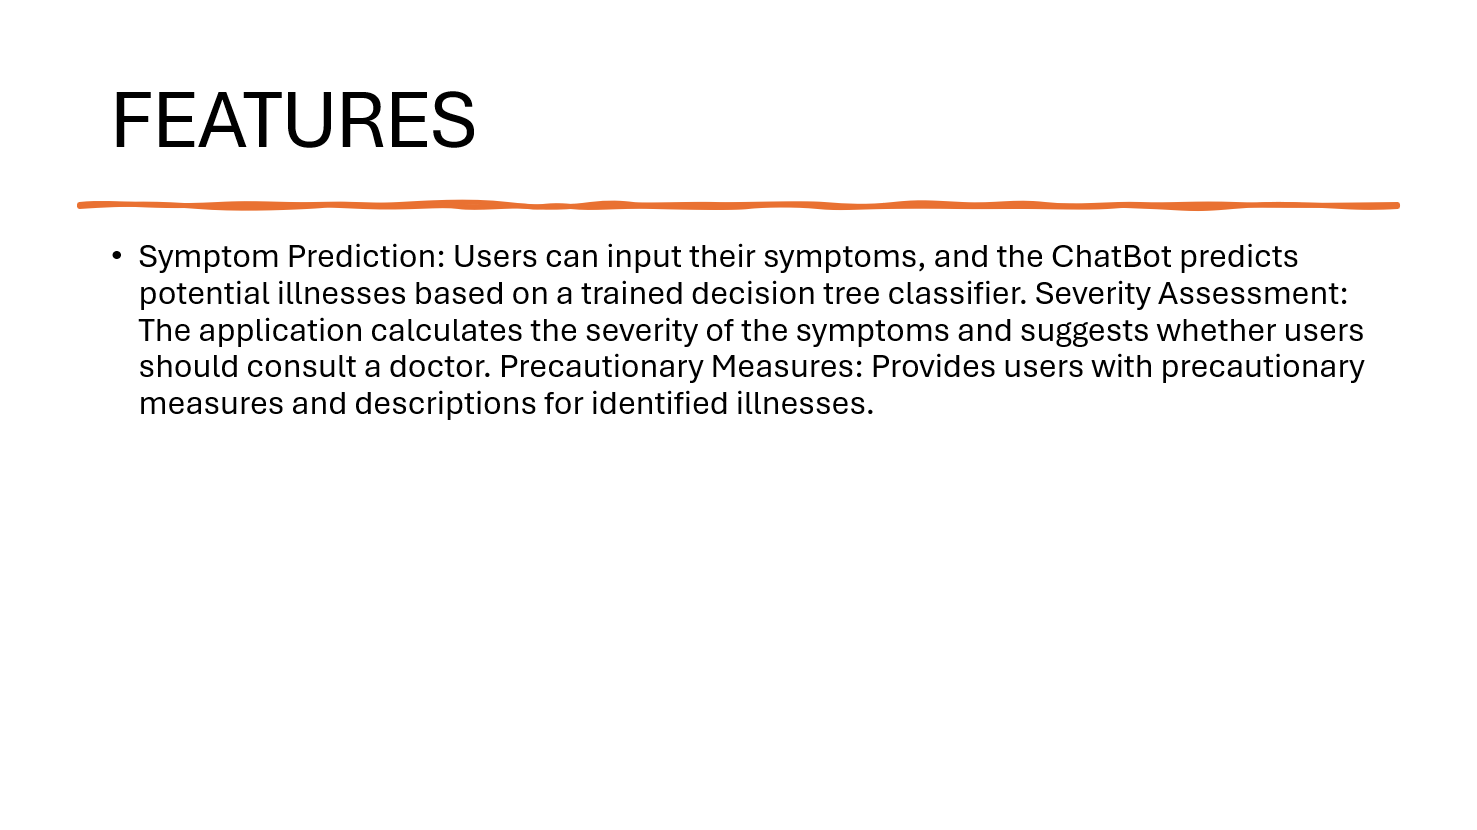 FEATURES
• Symptom Prediction: Users can input their symptoms, and the ChatBot predicts
potential illnesses based on a trained decision tree classifier. Severity Assessment:
The application calculates the severity of the symptoms and suggests whether users
should consult a doctor. Precautionary Measures: Provides users with precautionary
measures and descriptions for identified illnesses.